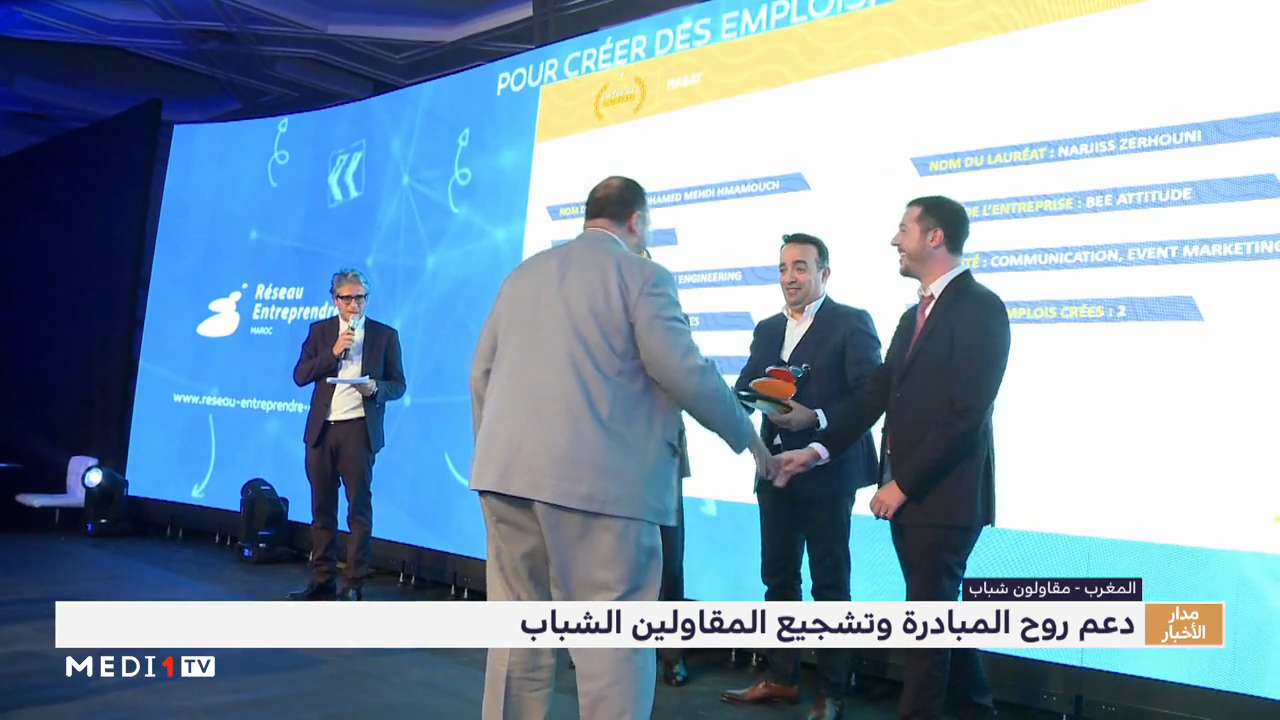 POUR CRÉER DES EMPLOIS,
RABAT
NOM DU LAURÉAT : NARJISS ZERHOUNI
MOHAMED MEHDI HMAMOUCH
DE L'ENTREPRISE : BEE ATTITUDE
: COMMUNICATION, EVENT MARKETING
ENGINEERING
EMPLOIS CRÉES : 2
Réseau
Entreprendre
MAROC
www.reseau-entreprendre-
المغرب - مقاولون شباب
مدار
الأخبار
دعم روح المبادرة وتشجيع المقاولين الشباب
MEDI1TV